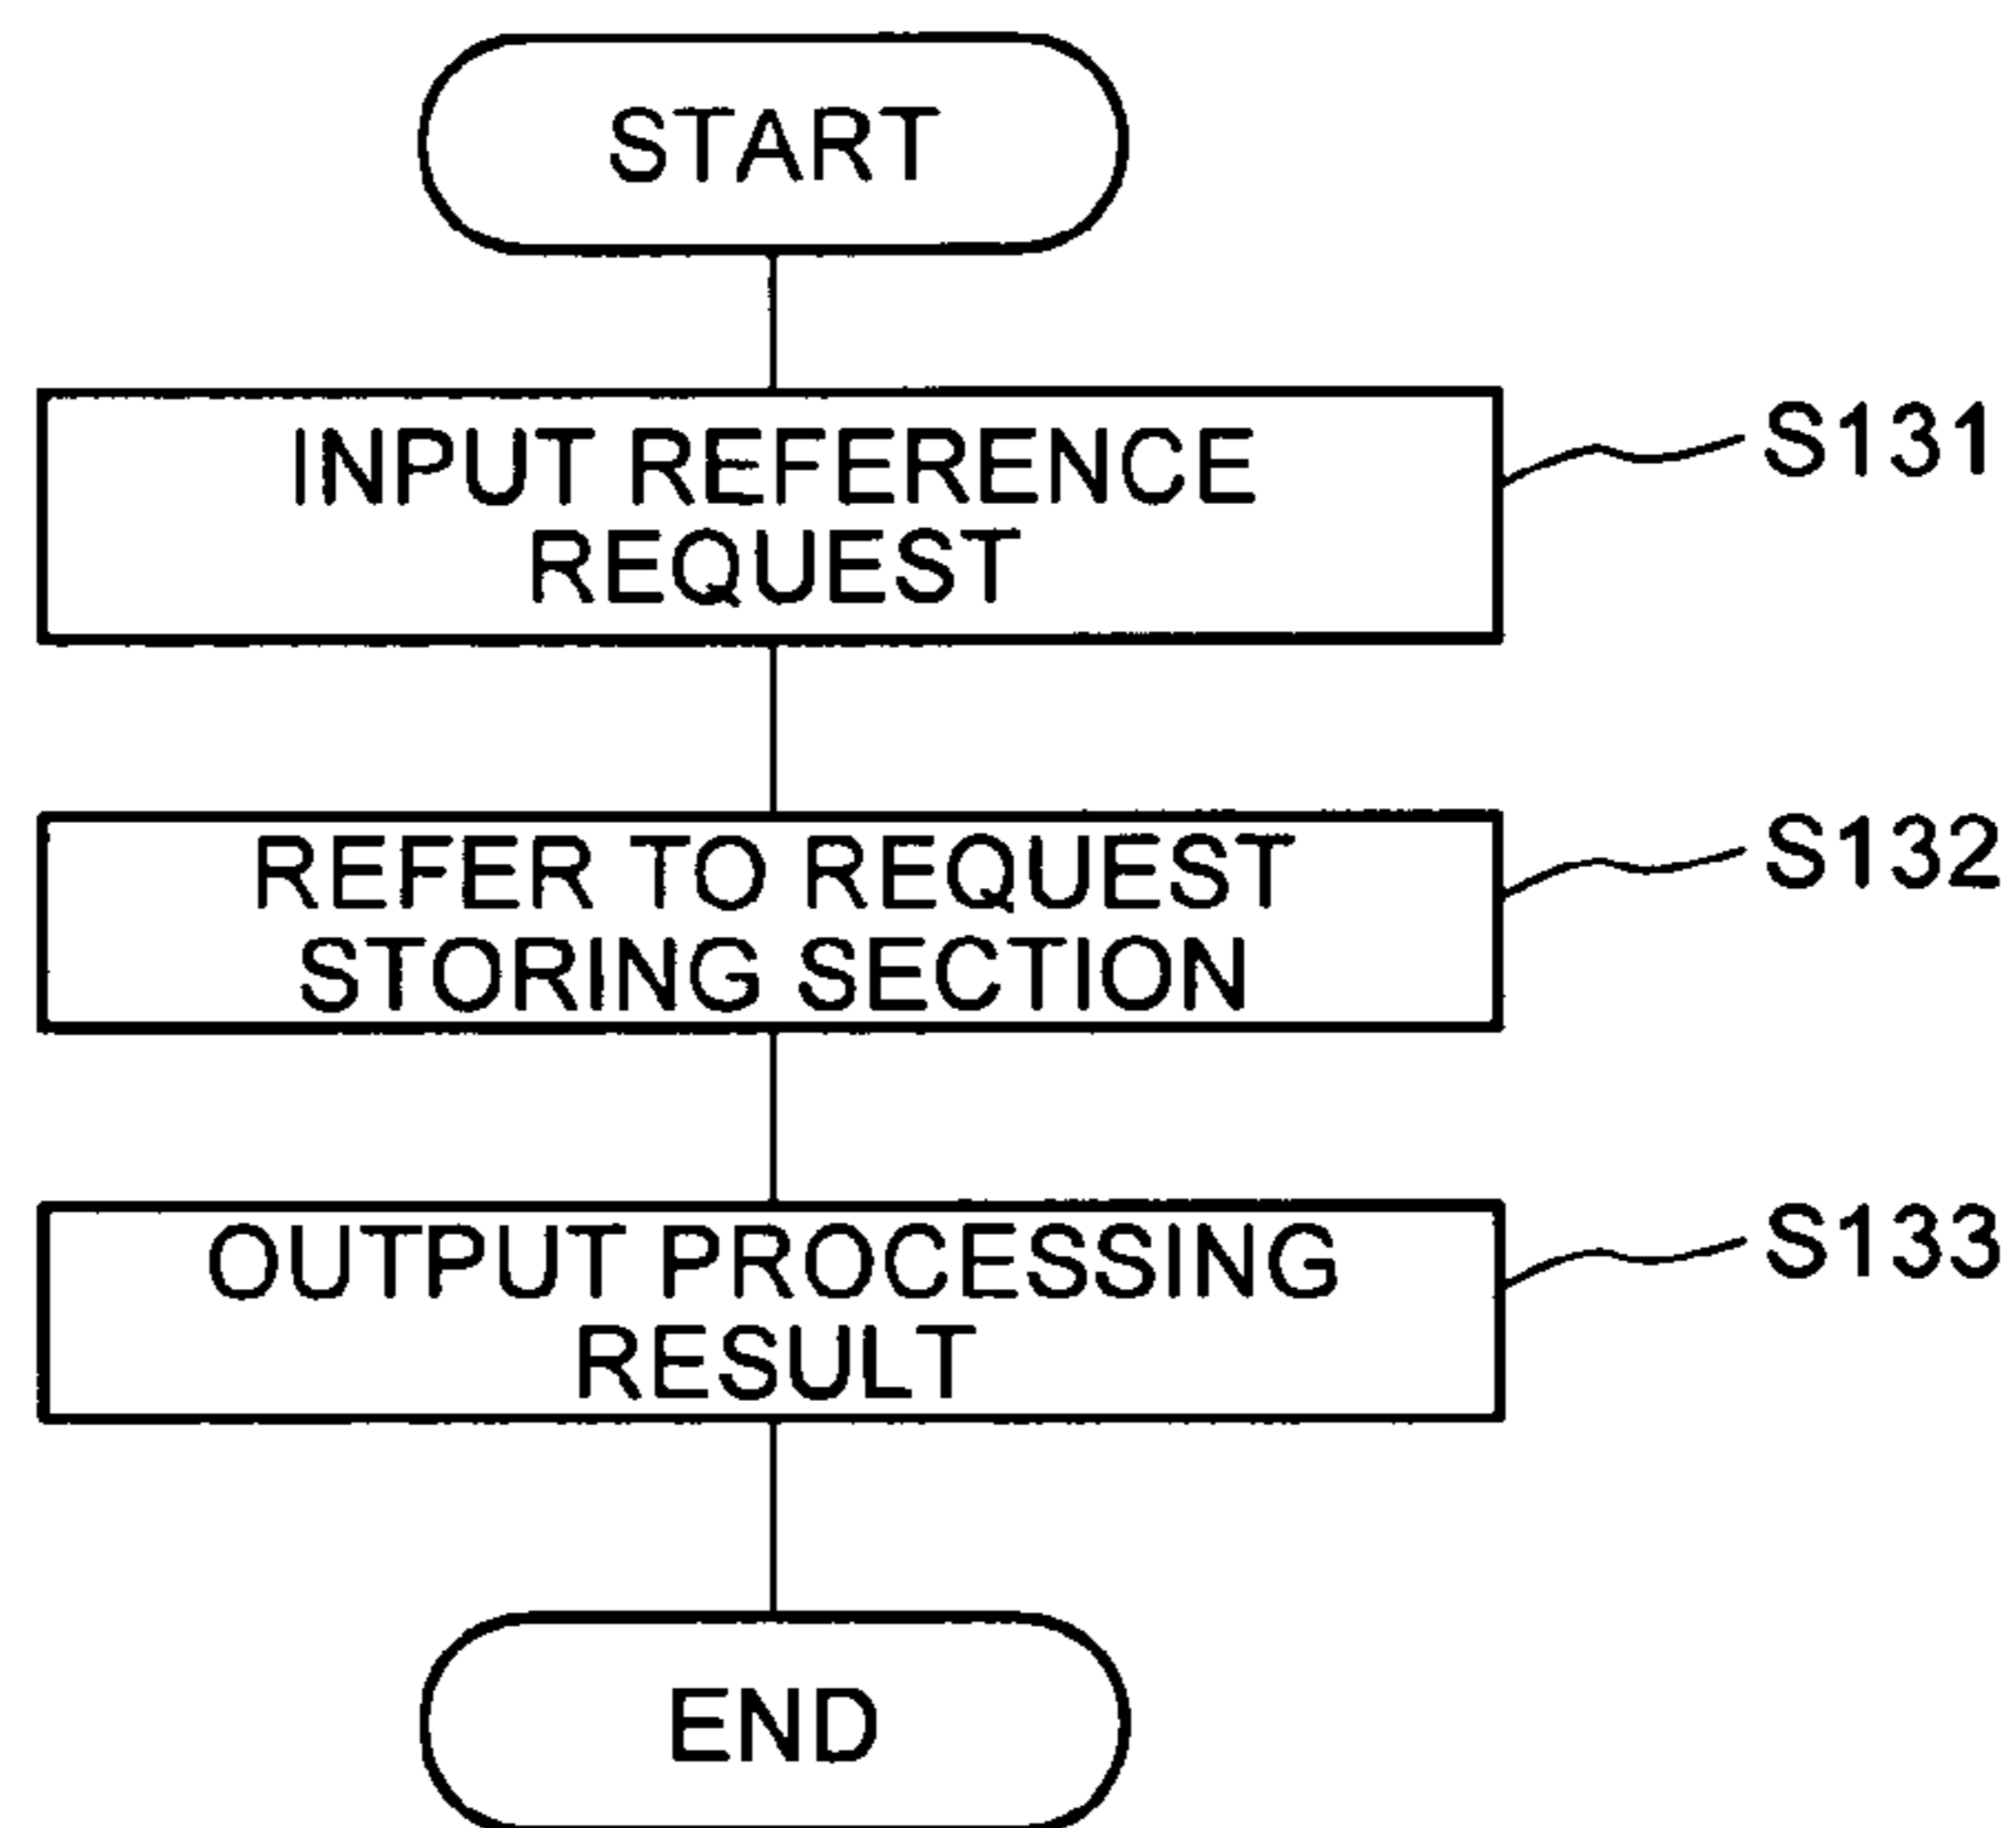 START
INPUT REFERENCE
REQUEST
S131
REFER TO REQUEST
STORING SECTION
S132
OUTPUT PROCESSING
RESULT
S133
END